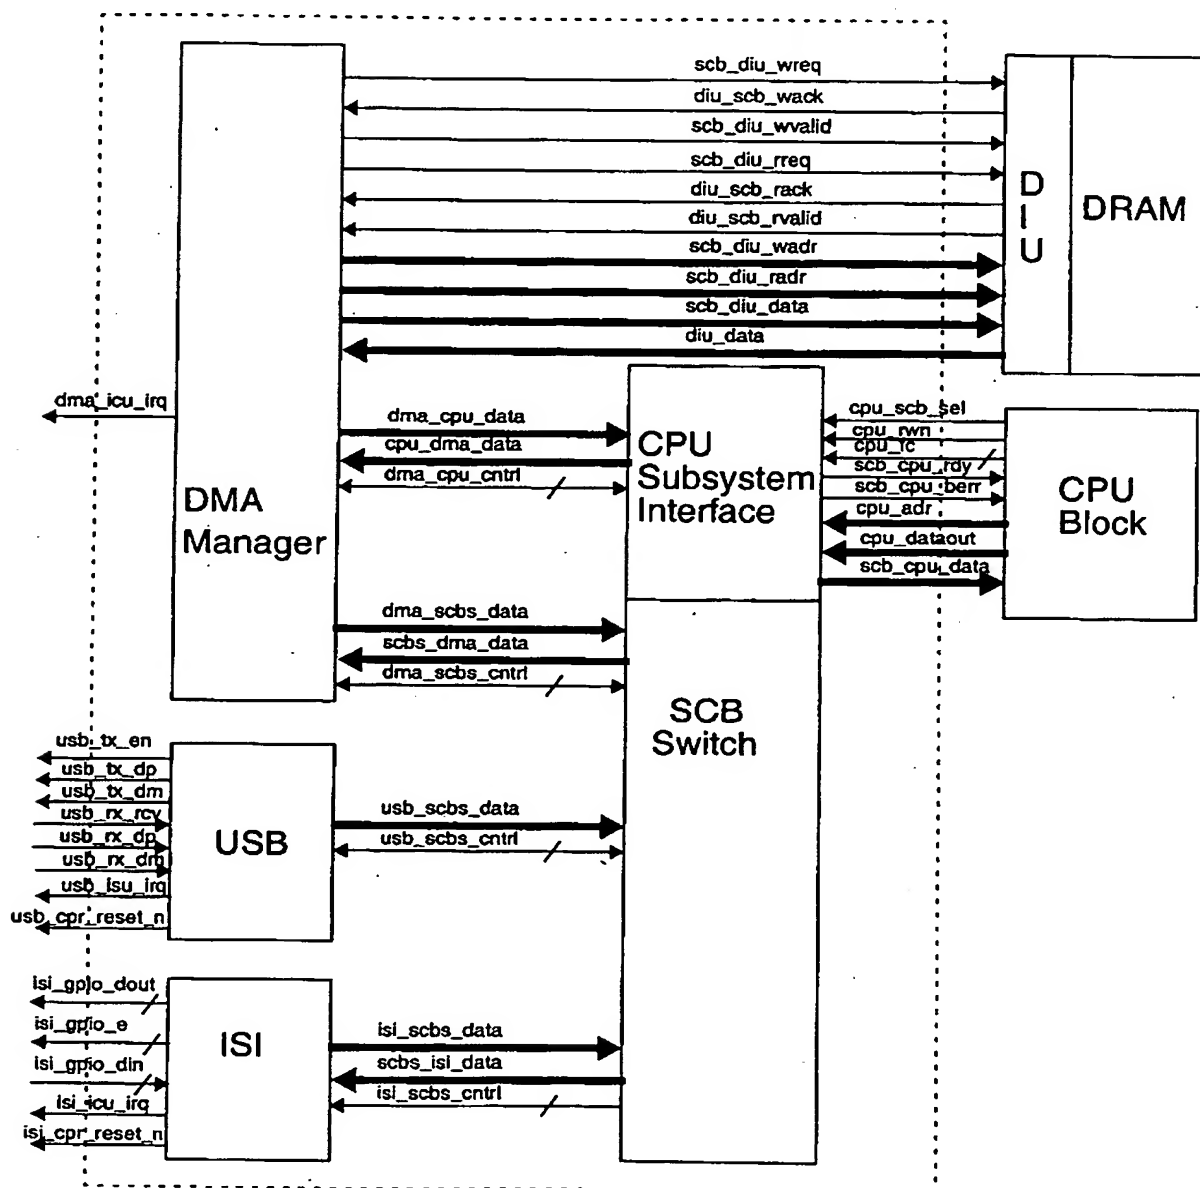 scb_diu_wreq
diu_scb_wack
scb_diu_wvalid
scb_diu_rreq
diu_scb_rack
diu_scb_rvalid
scb_diu_wadr
scb_diu_radr
scb_diu_data
diu_data
D
I
U
DRAM
dma_icu_irq
DMA
Manager
dma_cpu_data
cpu_dma_data
dma_cpu_cntrl
CPU
Subsystem
Interface
cpu_scb_sel
cpu_rwn
cpu_rc
scb_cpu_rdy
scb_cpu_berr
cpu_adr
cpu_dataout
scb_cpu_data
CPU
Block
dma_scbs_data
scbs_dma_data
dma_scbs_cntrl
SCB
Switch
usb_tx_en
usb_tx_dp
usb_tx_dm
usb_rx_rcv
usb_rx_dp
usb_rx_dm
usb_isu_irq
usb_cpr_reset_n
USB
usb_scbs_data
usb_scbs_cntrl
isi_gpio_dout
isi_gpio_e
isi_gpio_din
isi_icu_irq
isi_cpr_reset_n
ISI
isi_scbs_data
scbs_isi_data
isi_scbs_cntrl